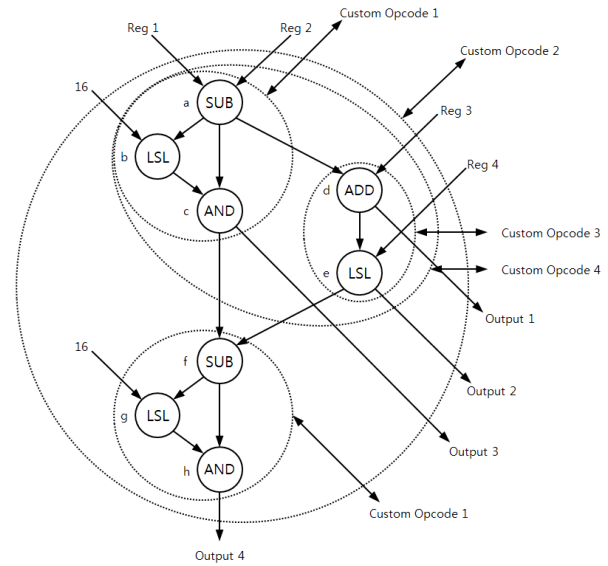 Custom Opcode 1
Reg 1
Reg 2
Custom Opcode 2
16
a
SUB
Reg 3
b
LSL
Reg 4
d
ADD
c
AND
Custom Opcode 3
e
LSL
Custom Opcode 4
Output 1
16
f
SUB
Output 2
g
LSL
Output 3
h
AND
Custom Opcode 1
Output 4